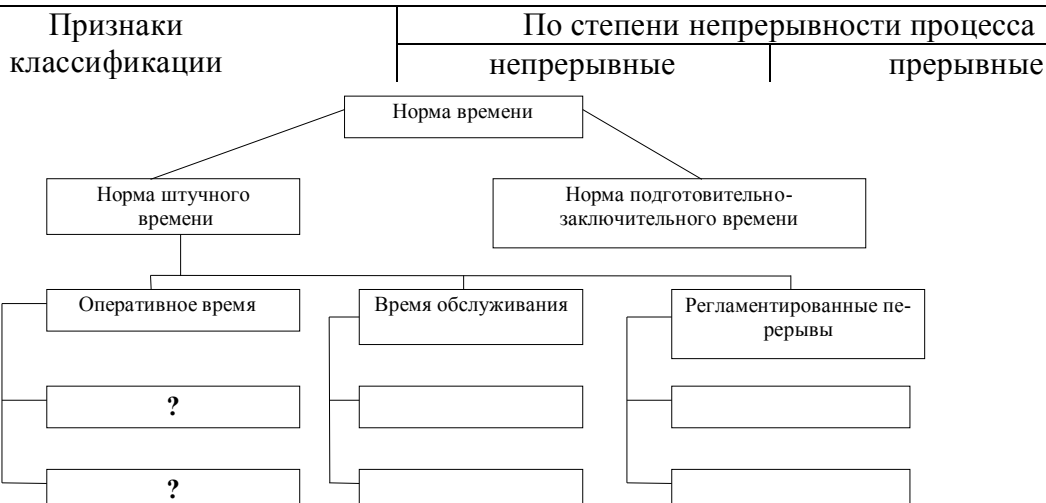 Признаки
классификации
По степени непрерывности процесса
непрерывные
прерывные
Норма времени
Норма штучного
времени
Норма подготовительно-
заключительного времени
Оперативное время
Время обслуживания
Регламентированные пе-
рерывы
?
?